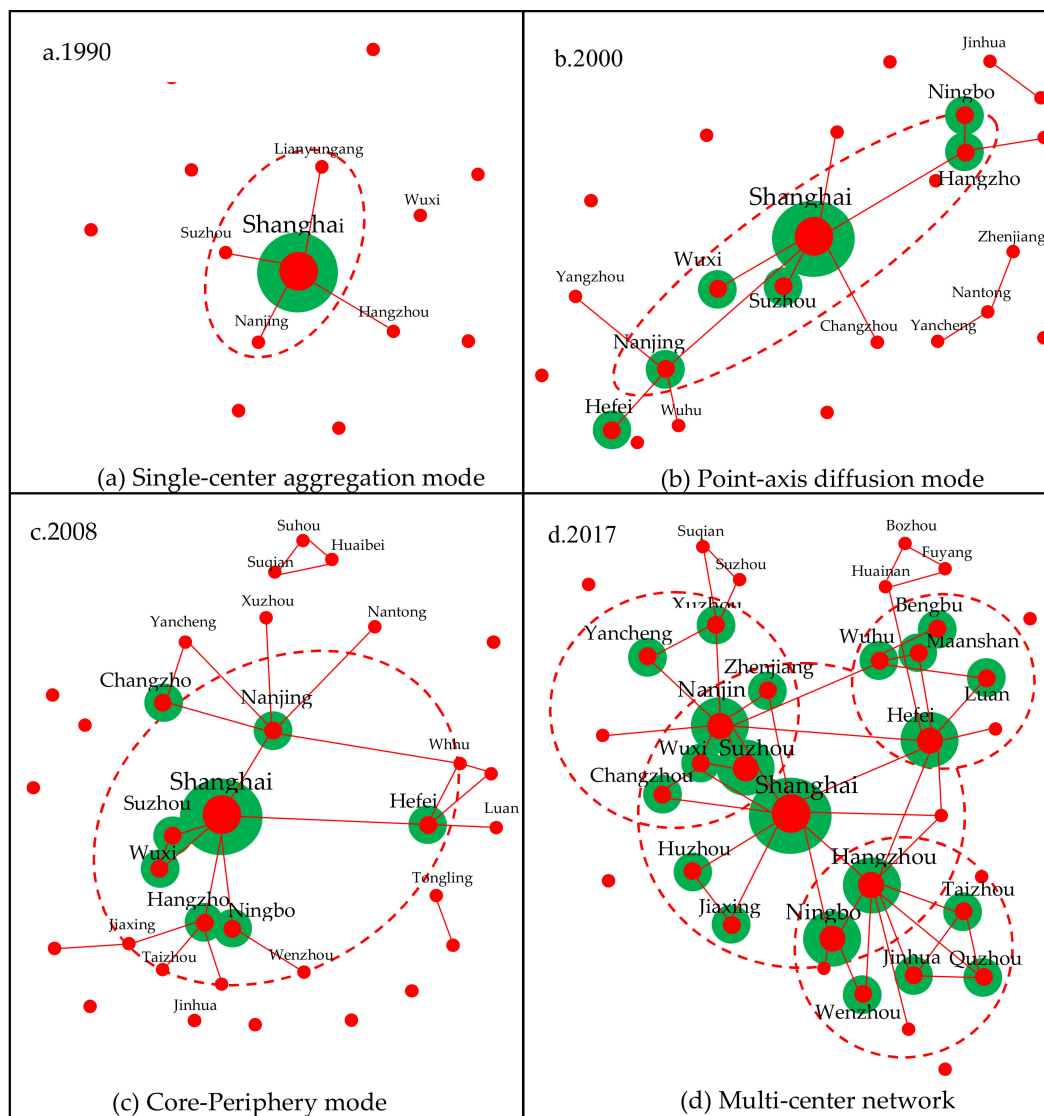 a.1990
Lianyungang
Wuxi
Shanghai
Suzhou
Hangzhou
Nanjing
(a) Single-center aggregation mode
b.2000
Jinhua
Ningbo
Hangzho
Shanghai
Zhenjiang
Wuxi
Yangzhou
Suzhou
Nantong
Changzhou
Yancheng
Nanjing
Hefei
Wuhu
(b) Point-axis diffusion mode
c.2008
Suhou
Huaibei
Suqian
Xuzhou
Nantong
Yancheng
Changzho
Nanjing
Whhu
Shanghai
Suzhou
Hefei
Luan
Wuxi
Tongling
Hangzho
Ningbo
Jiaxing
Taizhou
Wenzhou
Jinhua
(c) Core-Periphery mode
d.2017
Suqian
Suzhou
Bozhou
Fuyang
Huainan
Xuzhou
Bengbu
Yancheng
Wuhu
Maanshan
Zhenjiang
Nanjin
Luan
Hefei
Wuxi
Suzhou
Changzhou
Shanghai
Huzhou
Hangzhou
Taizhou
Jiaxing
Ningbo
Jinhua
Quzhou
Wenzhou
(d) Multi-center network